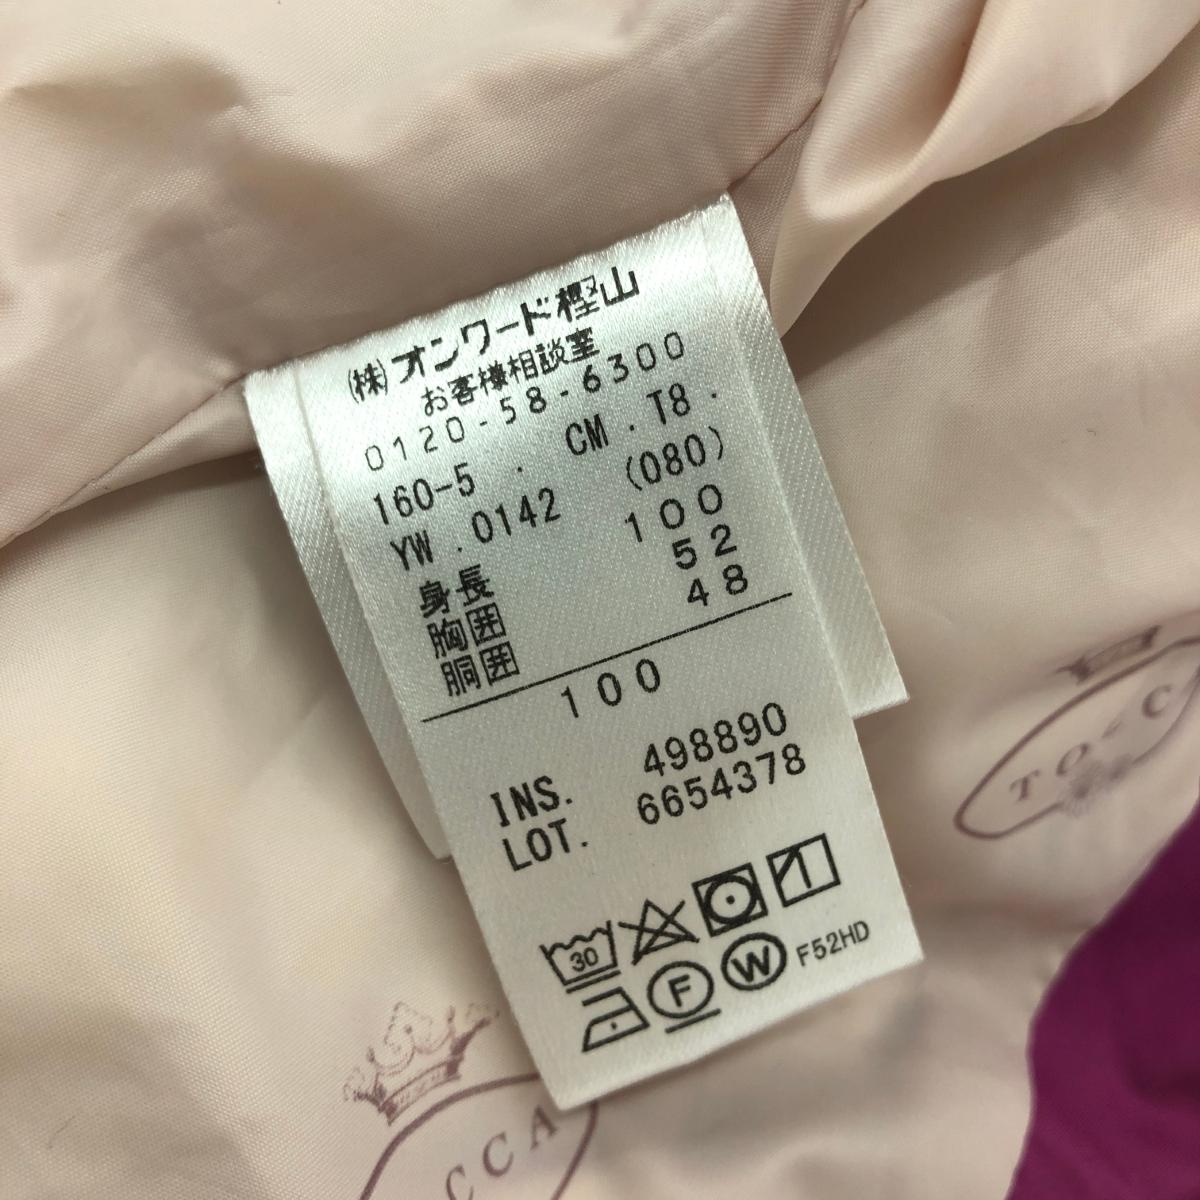 (株)オンワード樫山
お客様相談室
0120-58-6300
160-5 . CM . T8 .
YW .0142 (080)
身長 100
胸囲 52
胴囲 48
100
INS. 498890
LOT. 6654378
30
F W F52HD
TOCC
CCA